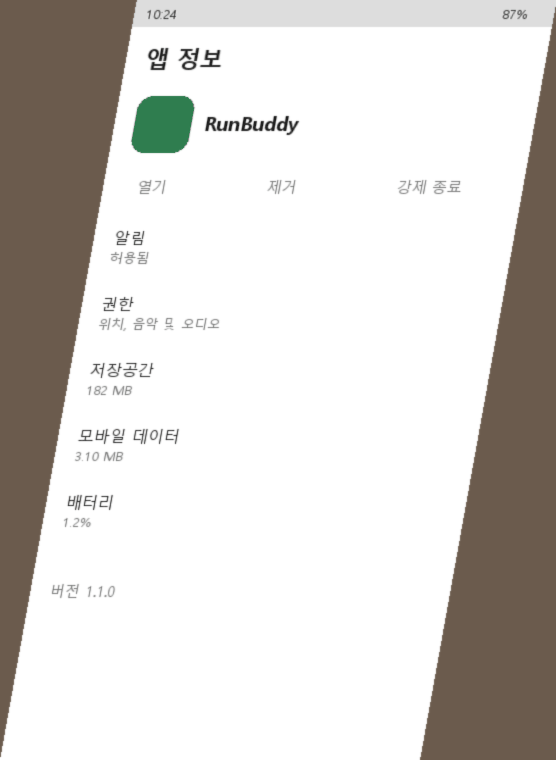 10:24 87%
앱 정보
RunBuddy
열기 제거 강제 종료
알림
허용됨
권한
위치, 음악 및 오디오
저장공간
182 MB
모바일 데이터
3.10 MB
배터리
1.2%
버전 1.1.0